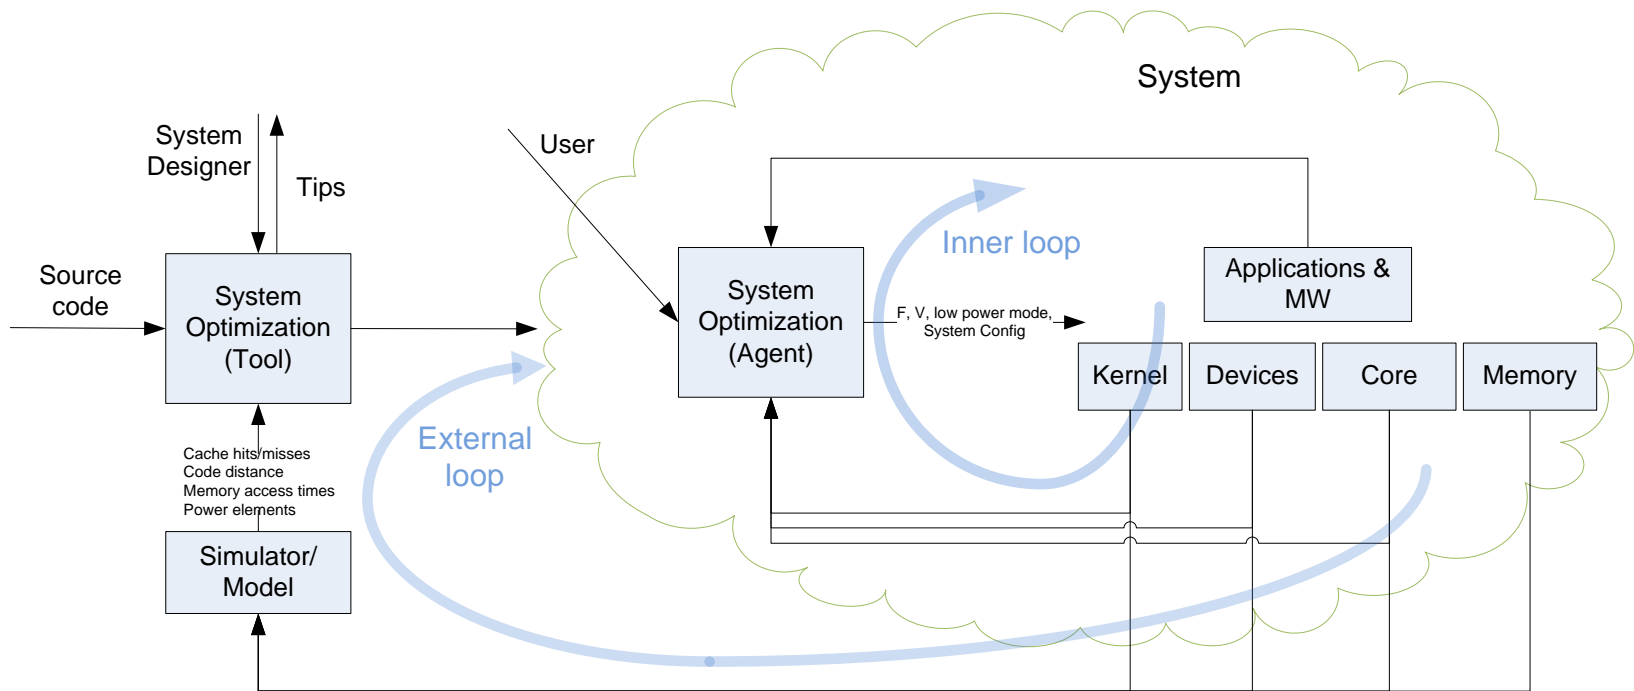 System
System
Designer
Tips
User
Source
code
System
Optimization
(Tool)
System
Optimization
(Agent)
Inner loop
F, V, low power mode,
System Config
Applications &
MW
Kernel
Devices
Core
Memory
External
loop
Cache hits/misses
Code distance
Memory access times
Power elements
Simulator/
Model